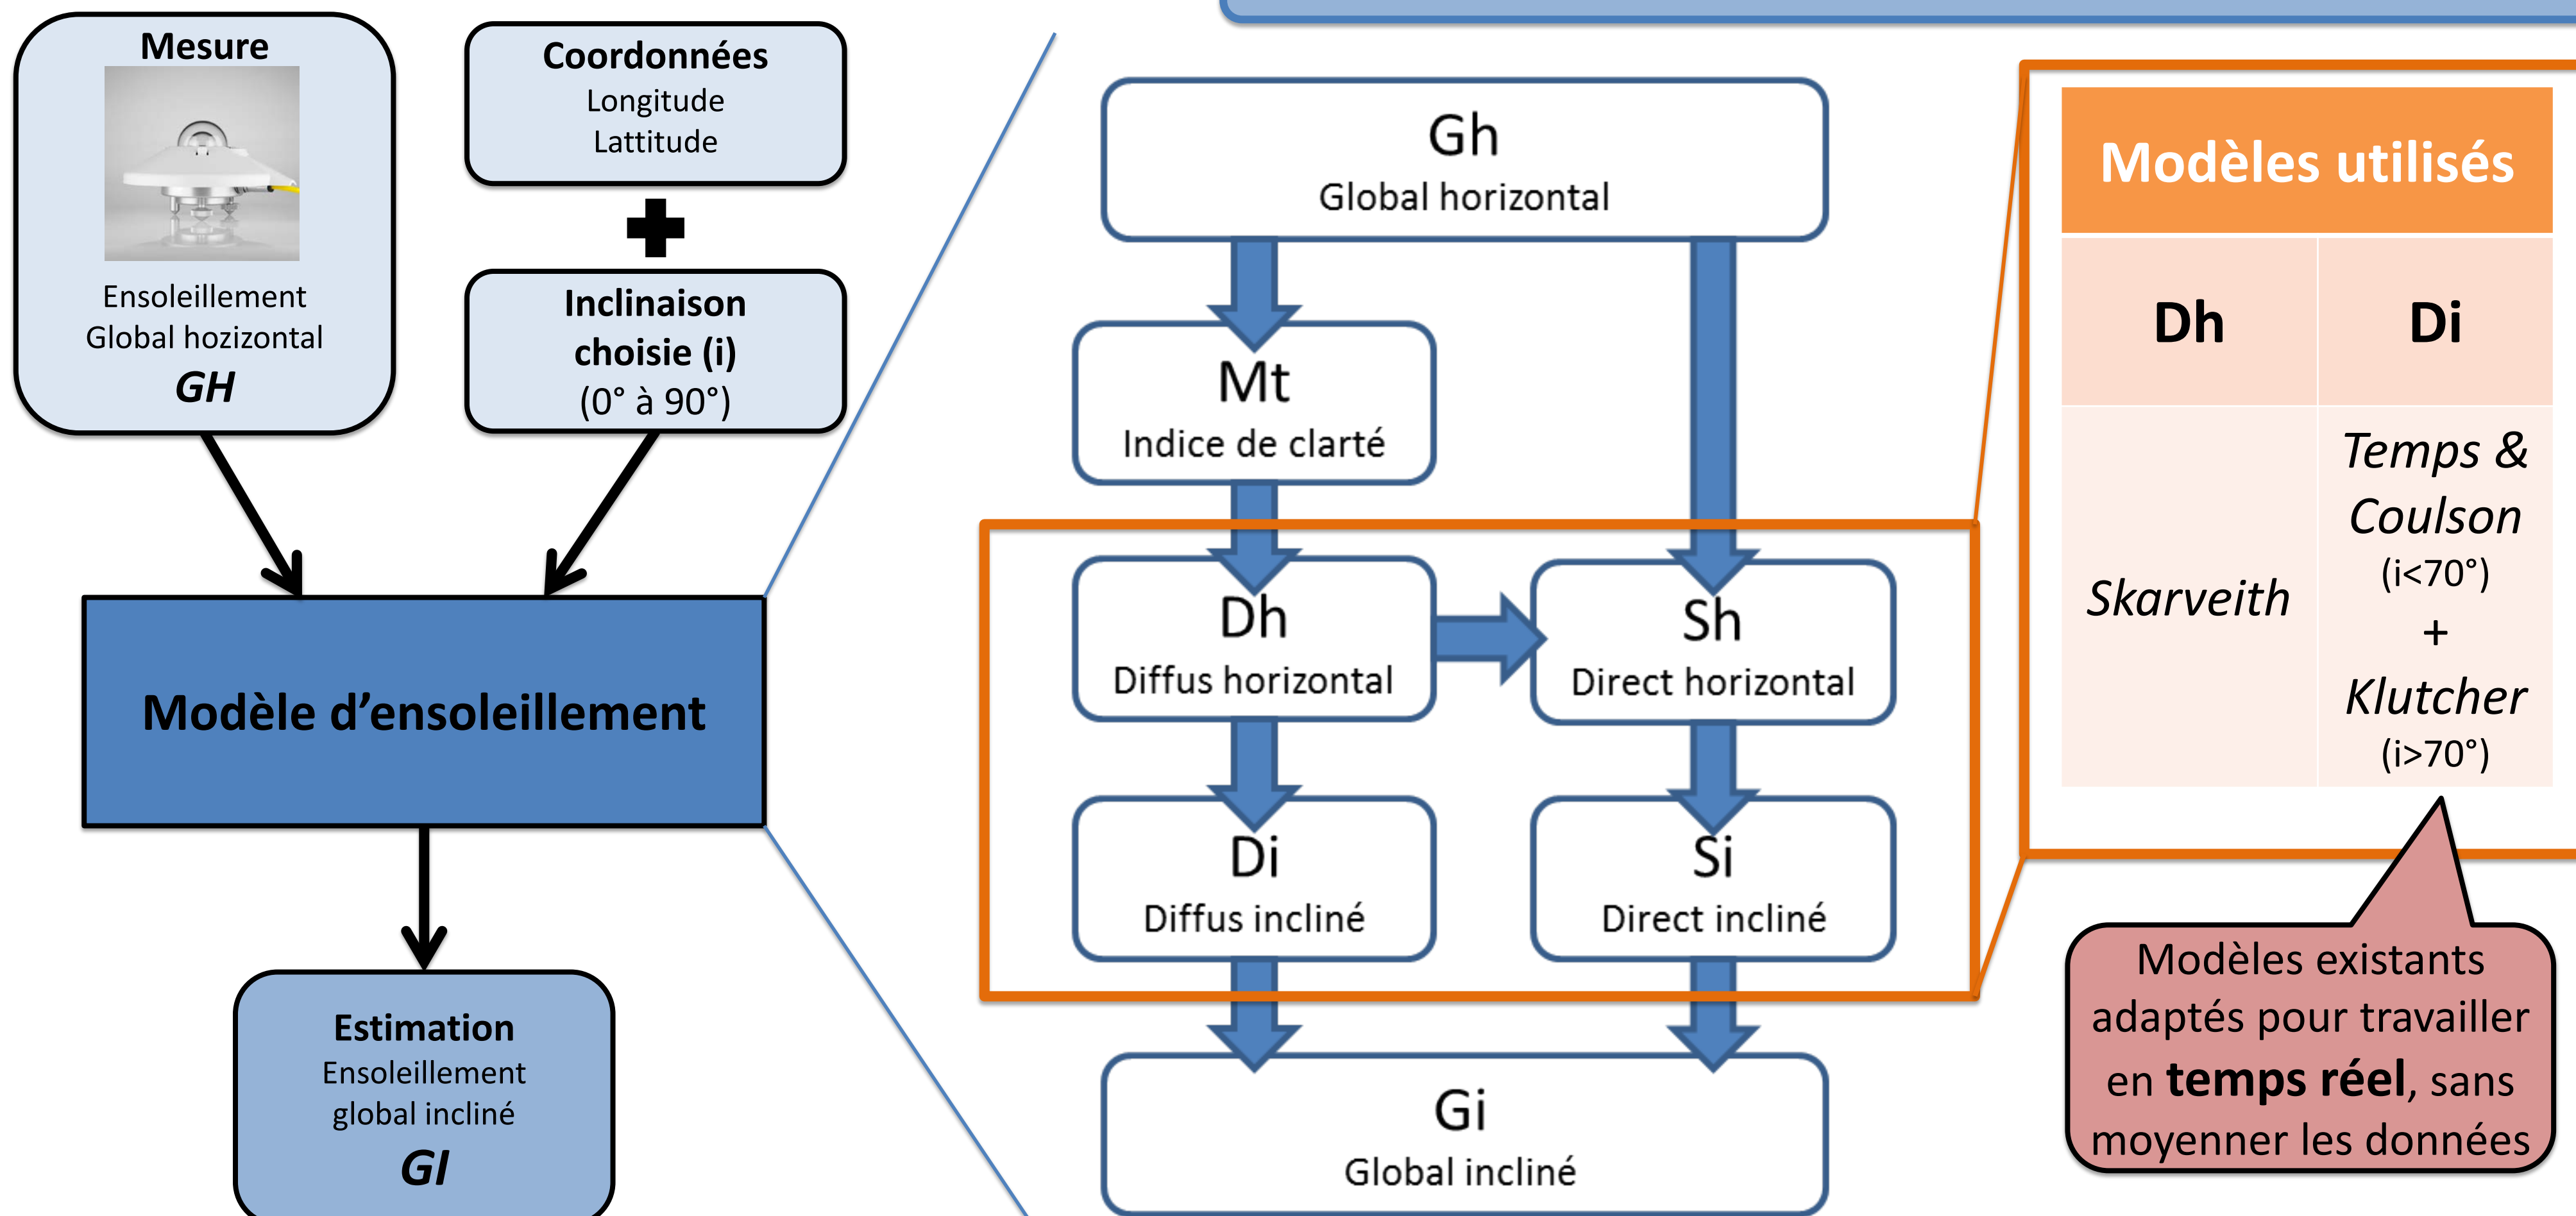 Mesure
Ensoleillement
Global hozizontal
GH
Coordonnées
Longitude
Lattitude
Inclinaison
choisie (i)
(0° à 90°)
Modèle d’ensoleillement
Estimation
Ensoleillement
global incliné
GI
Gh
Global horizontal
Mt
Indice de clarté
Dh
Diffus horizontal
Sh
Direct horizontal
Di
Diffus incliné
Si
Direct incliné
Gi
Global incliné
Modèles utilisés
Dh
Di
Skarveith
Temps &
Coulson
(i<70°)
+
Klutcher
(i>70°)
Modèles existants
adaptés pour travailler
en temps réel, sans
moyenner les données